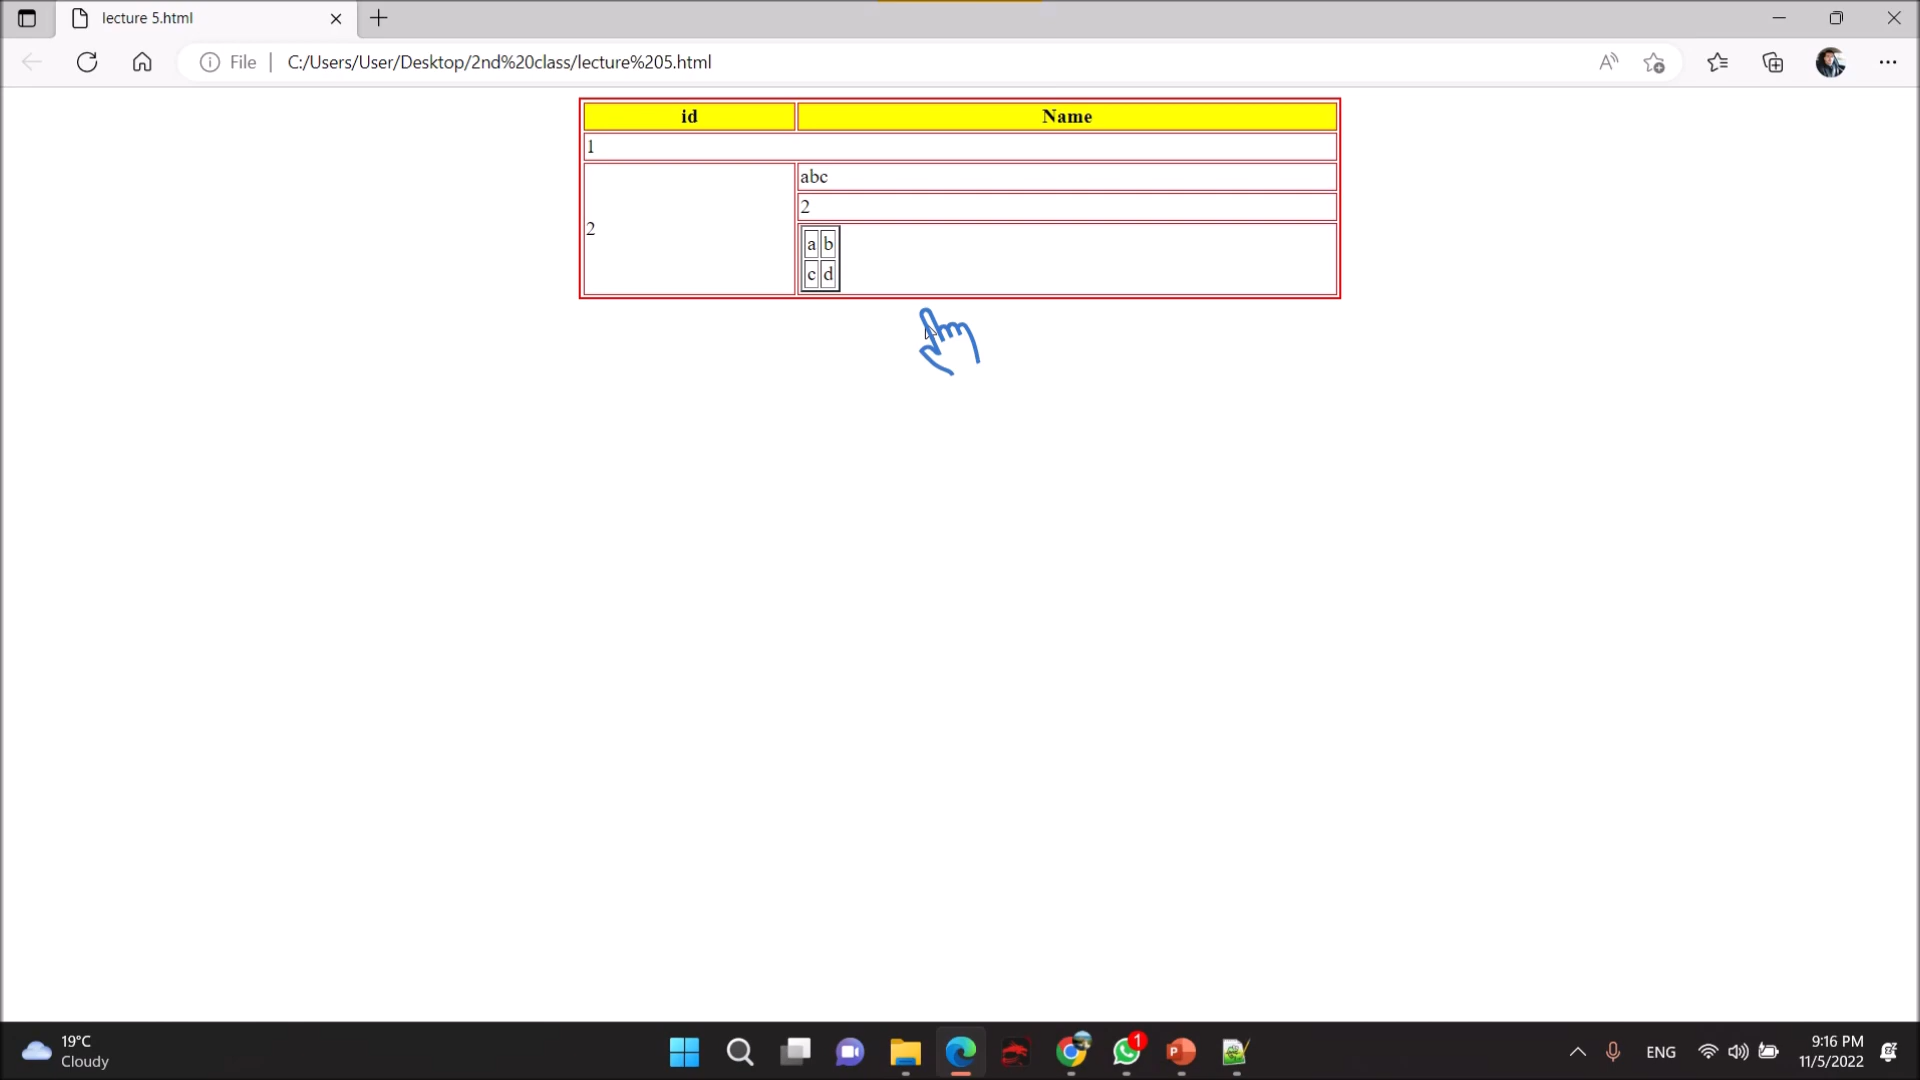 lecture 5.html
File
C:/Users/User/Desktop/2nd%20class/lecture%205.html
id Name
1
2
abc
2
a b
c d
19°C
Cloudy
1
ENG
9:16 PM
11/5/2022